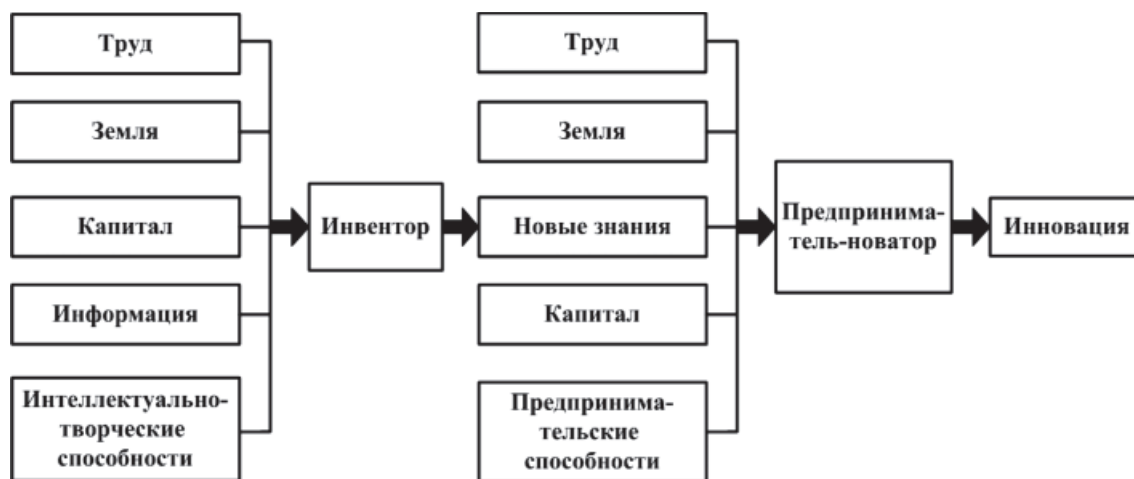 Труд
Земля
Капитал
Информация
Интеллектуально-
творческие
способности
Инвентор
Труд
Земля
Новые знания
Капитал
Предпринима-
тельские
способности
Предпринима-
тель-новатор
Инновация